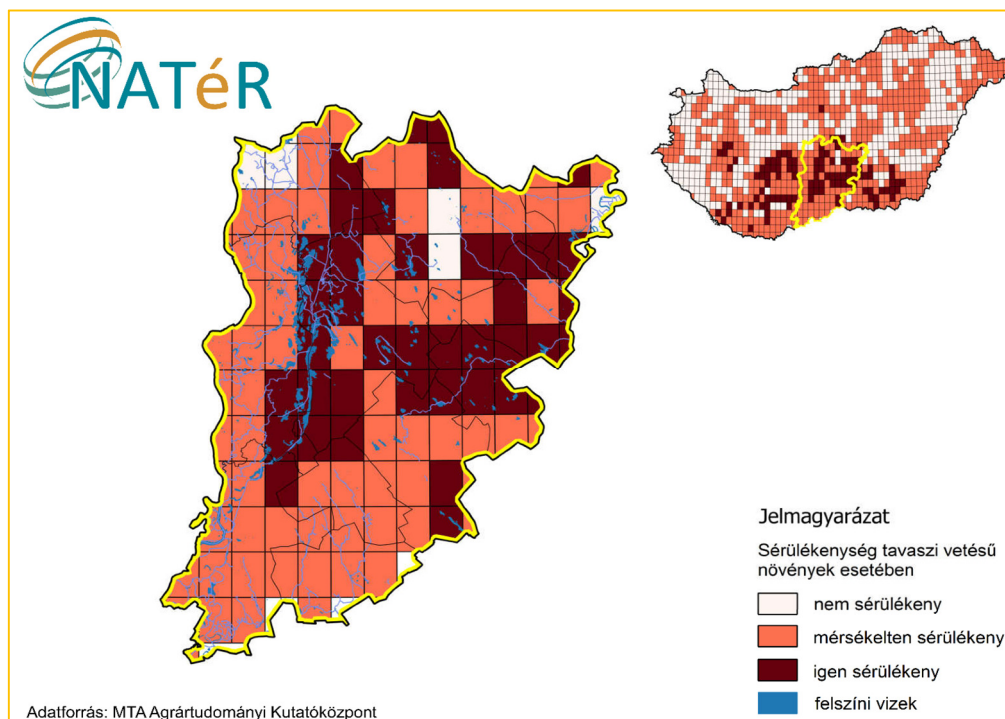 NATéR
Jelmagyarázat
Sérülékenység tavaszi vetésű
növények esetében
nem sérülékeny
mérsékelten sérülékeny
igen sérülékeny
felszíni vizek
Adatforrás: MTA Agrártudományi Kutatóközpont